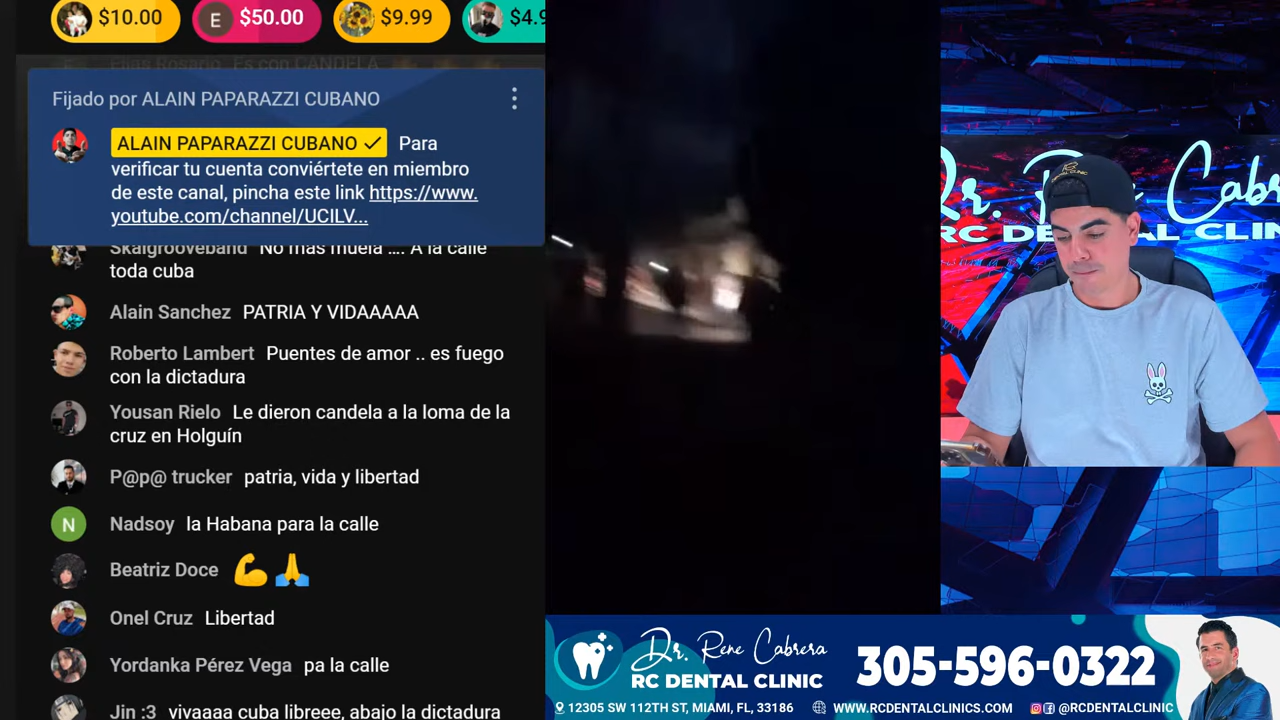 $10.00
E
$50.00
$9.99
Elias Rosario Es con CANDELA
Fijado por ALAIN PAPARAZZI CUBANO
ALAIN PAPARAZZI CUBANO Para
verificar tu cuenta conviértete en miembro
de este canal, pincha este link https://www.
youtube.com/channel/UCILV...
Skaigrooveband No mas muela .... A la calle
toda cuba
Alain Sanchez PATRIA Y VIDAAAAA
Roberto Lambert Puentes de amor .. es fuego
con la dictadura
Yousan Rielo Le dieron candela a la loma de la
cruz en Holguín
P@p@ trucker patria, vida y libertad
N
Nadsoy la Habana para la calle
Beatriz Doce 💪🙏
Onel Cruz Libertad
Yordanka Pérez Vega pa la calle
Jin :3 vivaaaa cuba libreee, abajo la dictadura
Dr. Rene Cabrera
RC DENTAL CLINIC
305-596-0322
12305 SW 112TH ST, MIAMI, FL, 33186
WWW.RCDENTALCLINICS.COM
@RCDENTALCLINIC